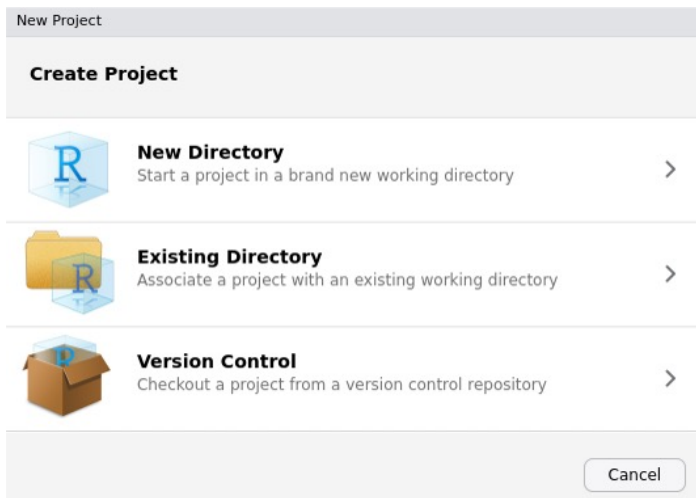 New Project
Create Project
R
New Directory
Start a project in a brand new working directory
R
Existing Directory
Associate a project with an existing working directory
R
Version Control
Checkout a project from a version control repository
Cancel